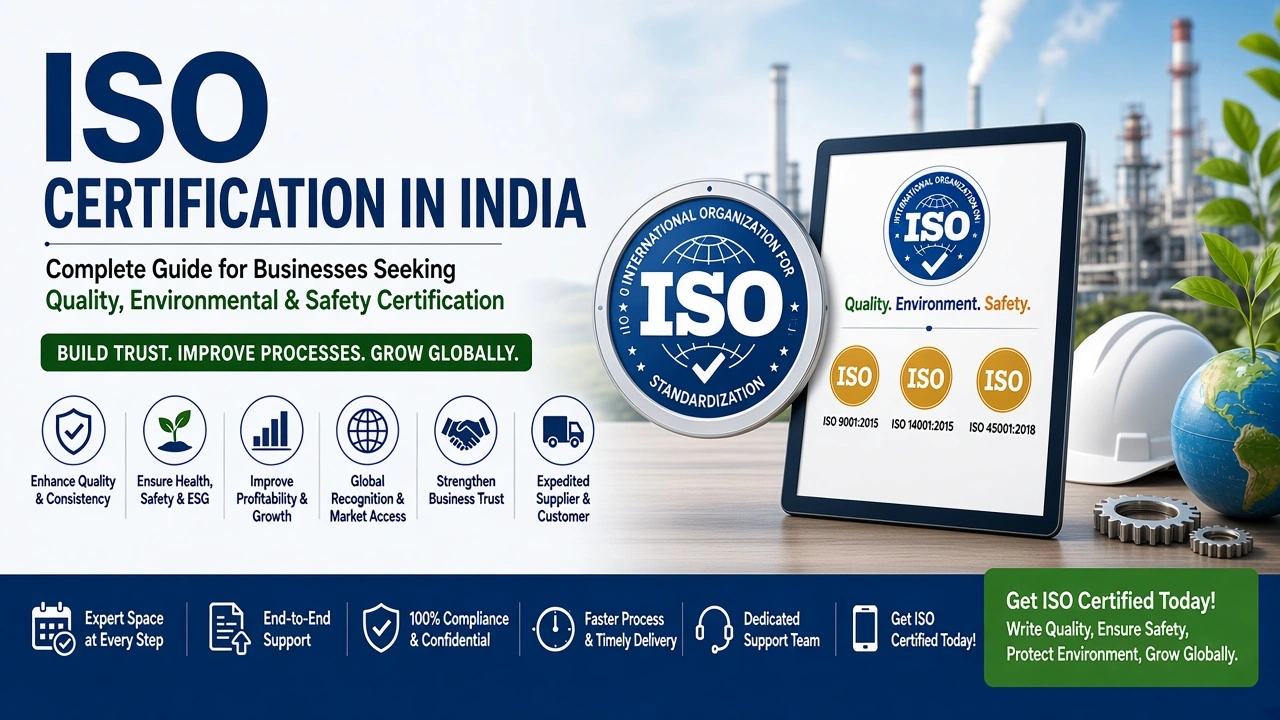 ISO
CERTIFICATION IN INDIA
Complete Guide for Businesses Seeking
Quality, Environmental & Safety Certification
BUILD TRUST. IMPROVE PROCESSES. GROW GLOBALLY.
Enhance Quality
& Consistency
Ensure Health,
Safety & ESG
Improve
Profitability &
Growth
Global
Recognition &
Market Access
Strengthen
Business Trust
Expedited
Supplier &
Customer
INTERNATIONAL ORGANIZATION FOR
ISO
STANDARDIZATION
INTERNATIONAL
ISO
Quality. Environment. Safety.
ISO
ISO
ISO
ISO 9001:2015
ISO 14001:2015
ISO 45001:2018
Expert Space
at Every Step
End-to-End
Support
100% Compliance
& Confidential
Faster Process
& Timely Delivery
Dedicated
Support Team
Get ISO
Certified Today!
Get ISO Certified Today!
Write Quality, Ensure Safety,
Protect Environment, Grow Globally.